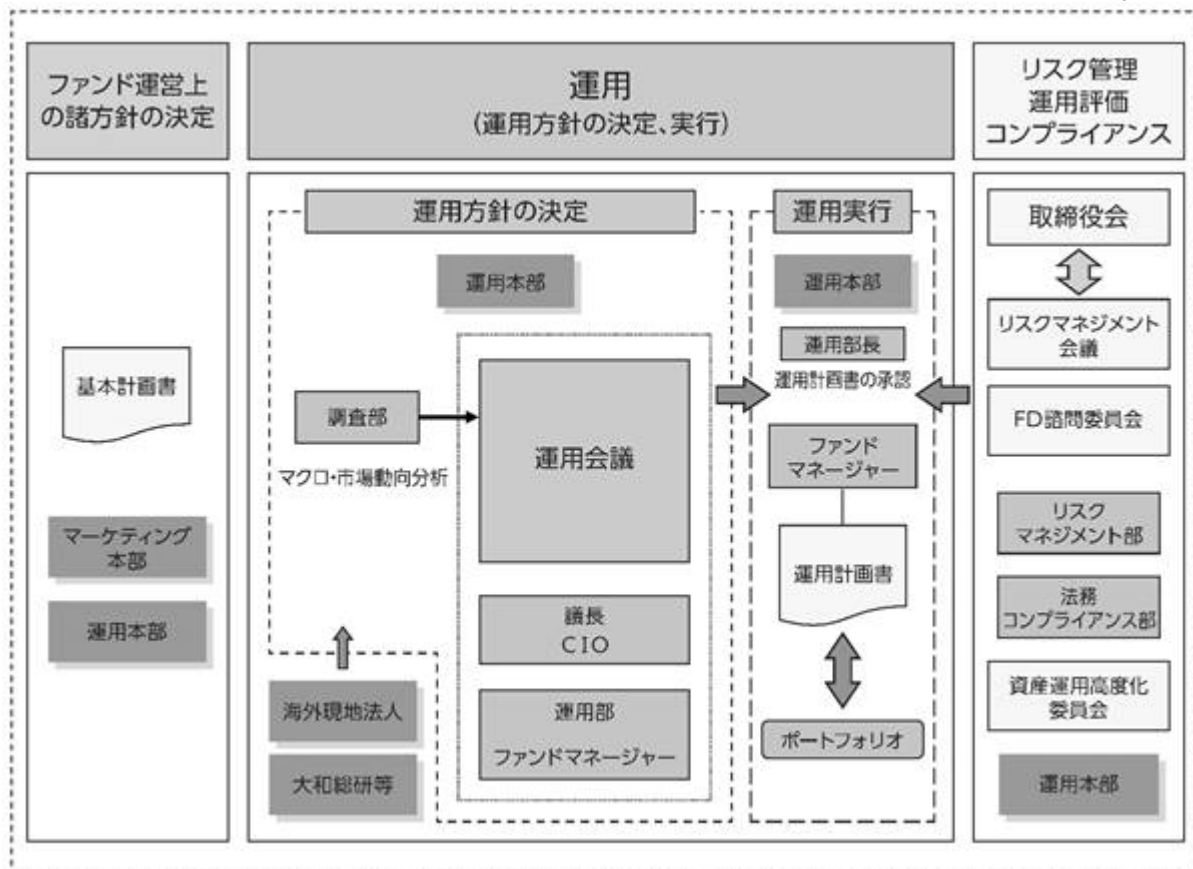 ファンド運営上
の諸方針の決定
運用
(運用方針の決定、実行)
リスク管理
運用評価
コンプライアンス
基本計画書
マーケティング
本部
運用本部
運用方針の決定
運用本部
調査部
マクロ・市場動向分析
運用会議
議長
CIO
運用部
ファンドマネージャー
海外現地法人
大和総研等
運用実行
運用本部
運用部長
運用計画書の承認
ファンド
マネージャー
運用計画書
ポートフォリオ
取締役会
リスクマネジメント
会議
FD諮問委員会
リスク
マネジメント部
法務
コンプライアンス部
資産運用高度化
委員会
運用本部